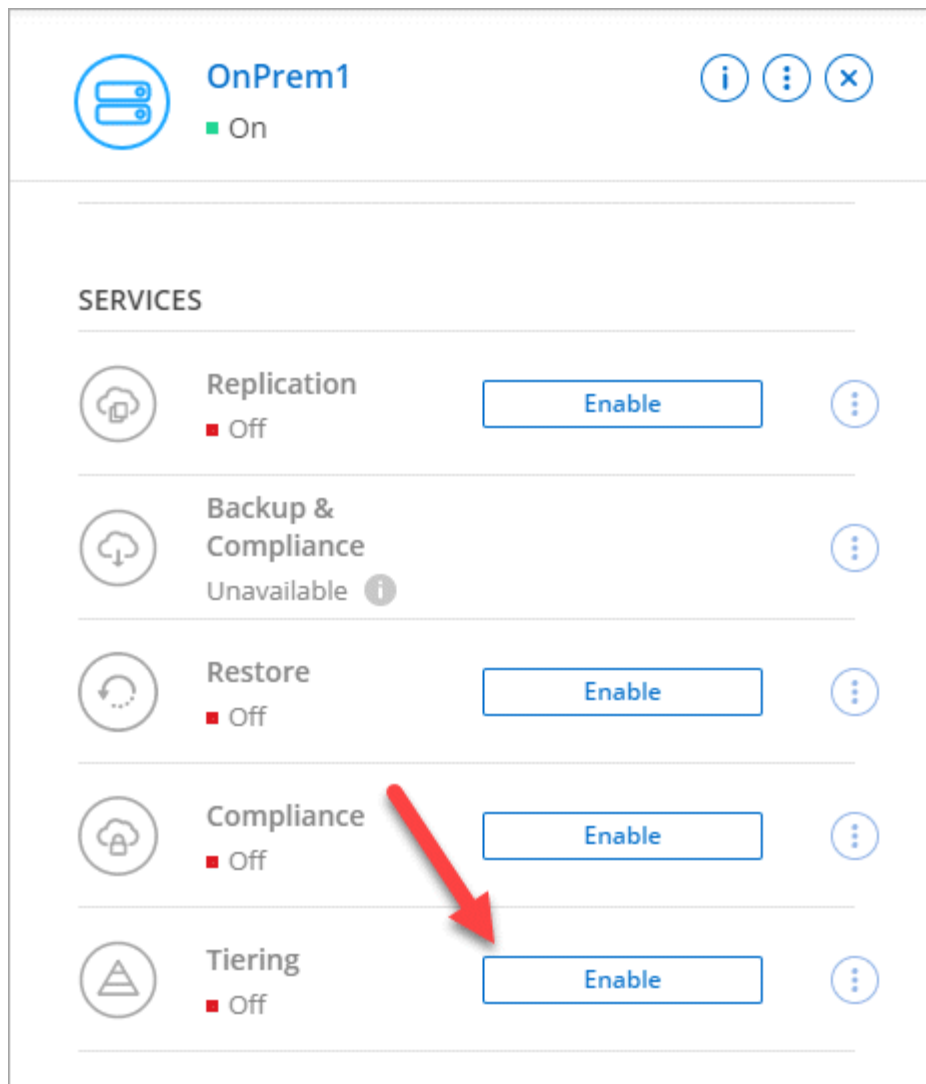 OnPrem1
On
SERVICES
Replication
Off
Enable
Backup &
Compliance
Unavailable
Restore
Off
Enable
Compliance
Off
Enable
Tiering
Off
Enable